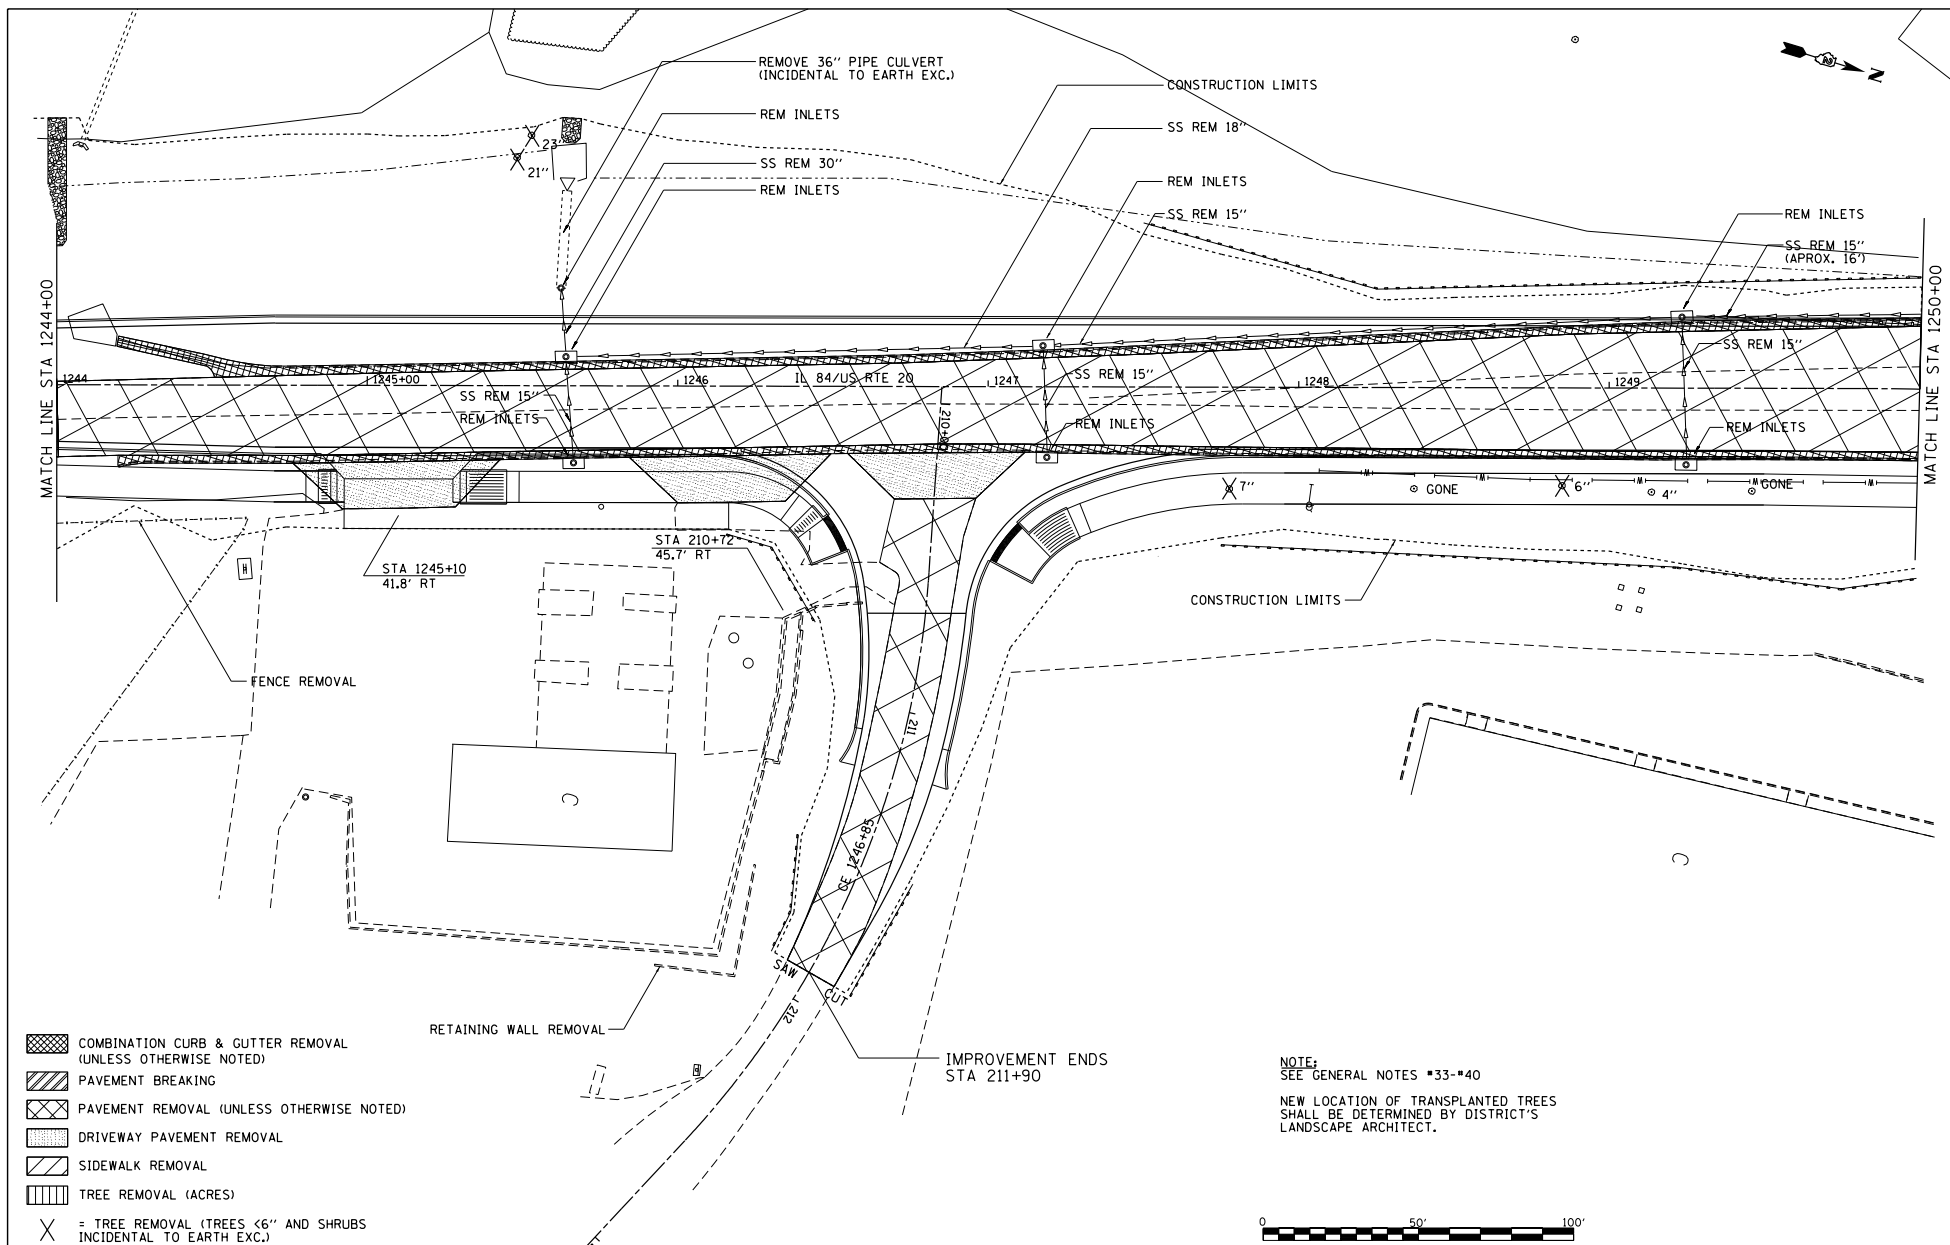 REMOVE 36'' PIPE CULVERT
(INCIDENTAL TO EARTH EXC.)
CONSTRUCTION LIMITS
N
REM INLETS
SS REM 18''
23''
21''
SS REM 30''
REM INLETS
REM INLETS
SS REM 15''
REM INLETS
SS REM 15''
(APROX. 16')
MATCH LINE STA 1244+00
MATCH LINE STA 1250+00
1244
1245+00
1246
IL 84/US RTE 20
1247
1248
1249
SS REM 15''
SS REM 15''
SS REM 15''
REM INLETS
REM INLETS
REM INLETS
210+00
7''
GONE
6''
4''
GONE
STA 210+72
45.7' RT
STA 1245+10
41.8' RT
CONSTRUCTION LIMITS
FENCE REMOVAL
211
C
CE 1246+85
C
SAW
CUT
212
RETAINING WALL REMOVAL
IMPROVEMENT ENDS
STA 211+90
COMBINATION CURB & GUTTER REMOVAL
(UNLESS OTHERWISE NOTED)
PAVEMENT BREAKING
PAVEMENT REMOVAL (UNLESS OTHERWISE NOTED)
DRIVEWAY PAVEMENT REMOVAL
SIDEWALK REMOVAL
TREE REMOVAL (ACRES)
= TREE REMOVAL (TREES <6'' AND SHRUBS
INCIDENTAL TO EARTH EXC.)
NOTE:
SEE GENERAL NOTES #33-#40
NEW LOCATION OF TRANSPLANTED TREES
SHALL BE DETERMINED BY DISTRICT'S
LANDSCAPE ARCHITECT.
0 50' 100'